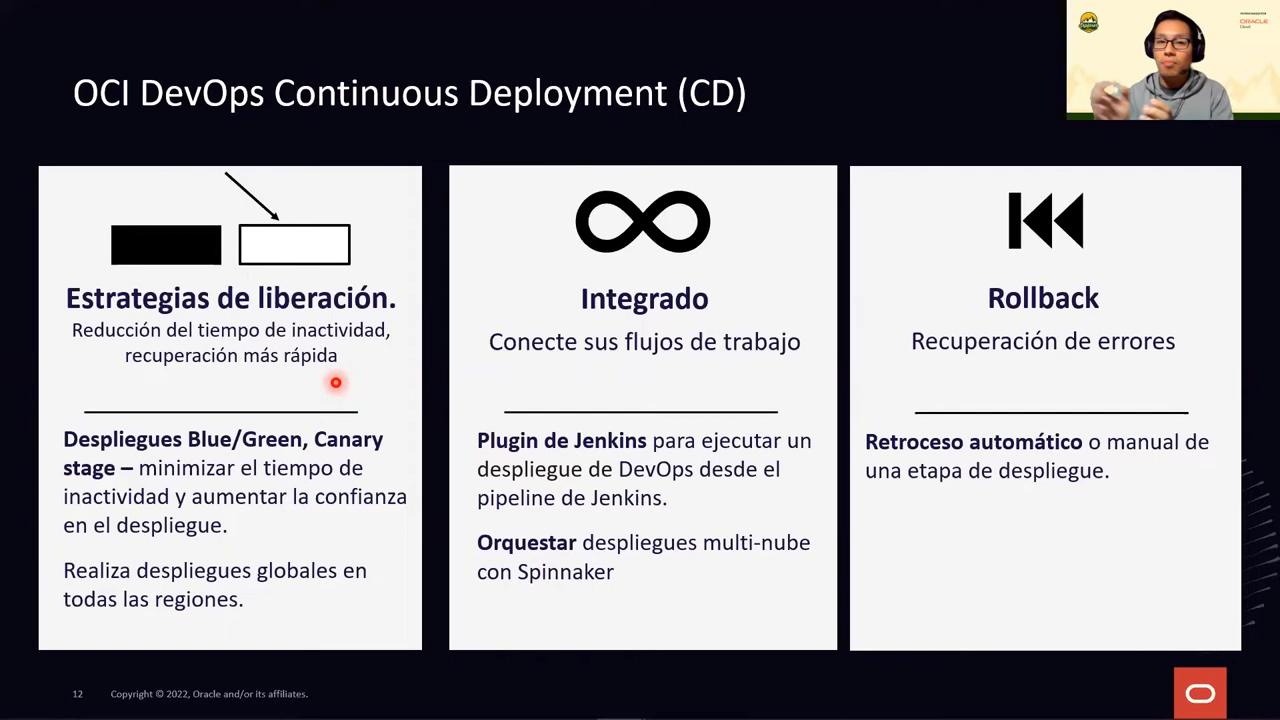 OCI DevOps Continuous Deployment (CD)
Estrategias de liberación.
Reducción del tiempo de inactividad,
recuperación más rápida
Despliegues Blue/Green, Canary
stage – minimizar el tiempo de
inactividad y aumentar la confianza
en el despliegue.
Realiza despliegues globales en
todas las regiones.
Integrado
Conecte sus flujos de trabajo
Plugin de Jenkins para ejecutar un
despliegue de DevOps desde el
pipeline de Jenkins.
Orquestar despliegues multi-nube
con Spinnaker
Rollback
Recuperación de errores
Retroceso automático o manual de
una etapa de despliegue.
12
Copyright © 2022, Oracle and/or its affiliates.
ORACLE
Cloud